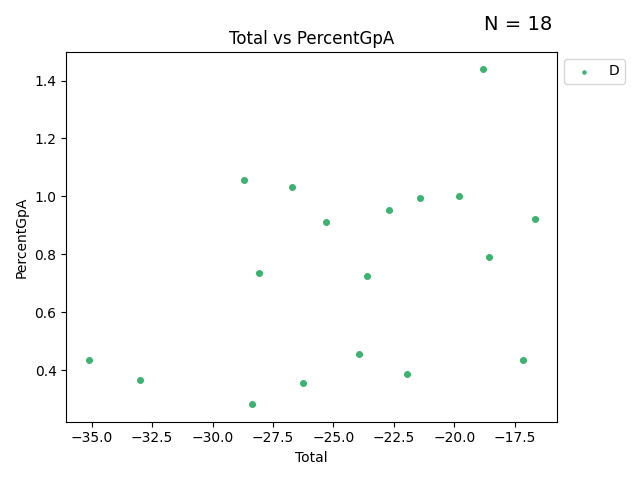 N = 18
Total vs PercentGpA
D
1.4
1.2
1.0
0.8
0.6
0.4
PercentGpA
−35.0 −32.5 −30.0 −27.5 −25.0 −22.5 −20.0 −17.5
Total